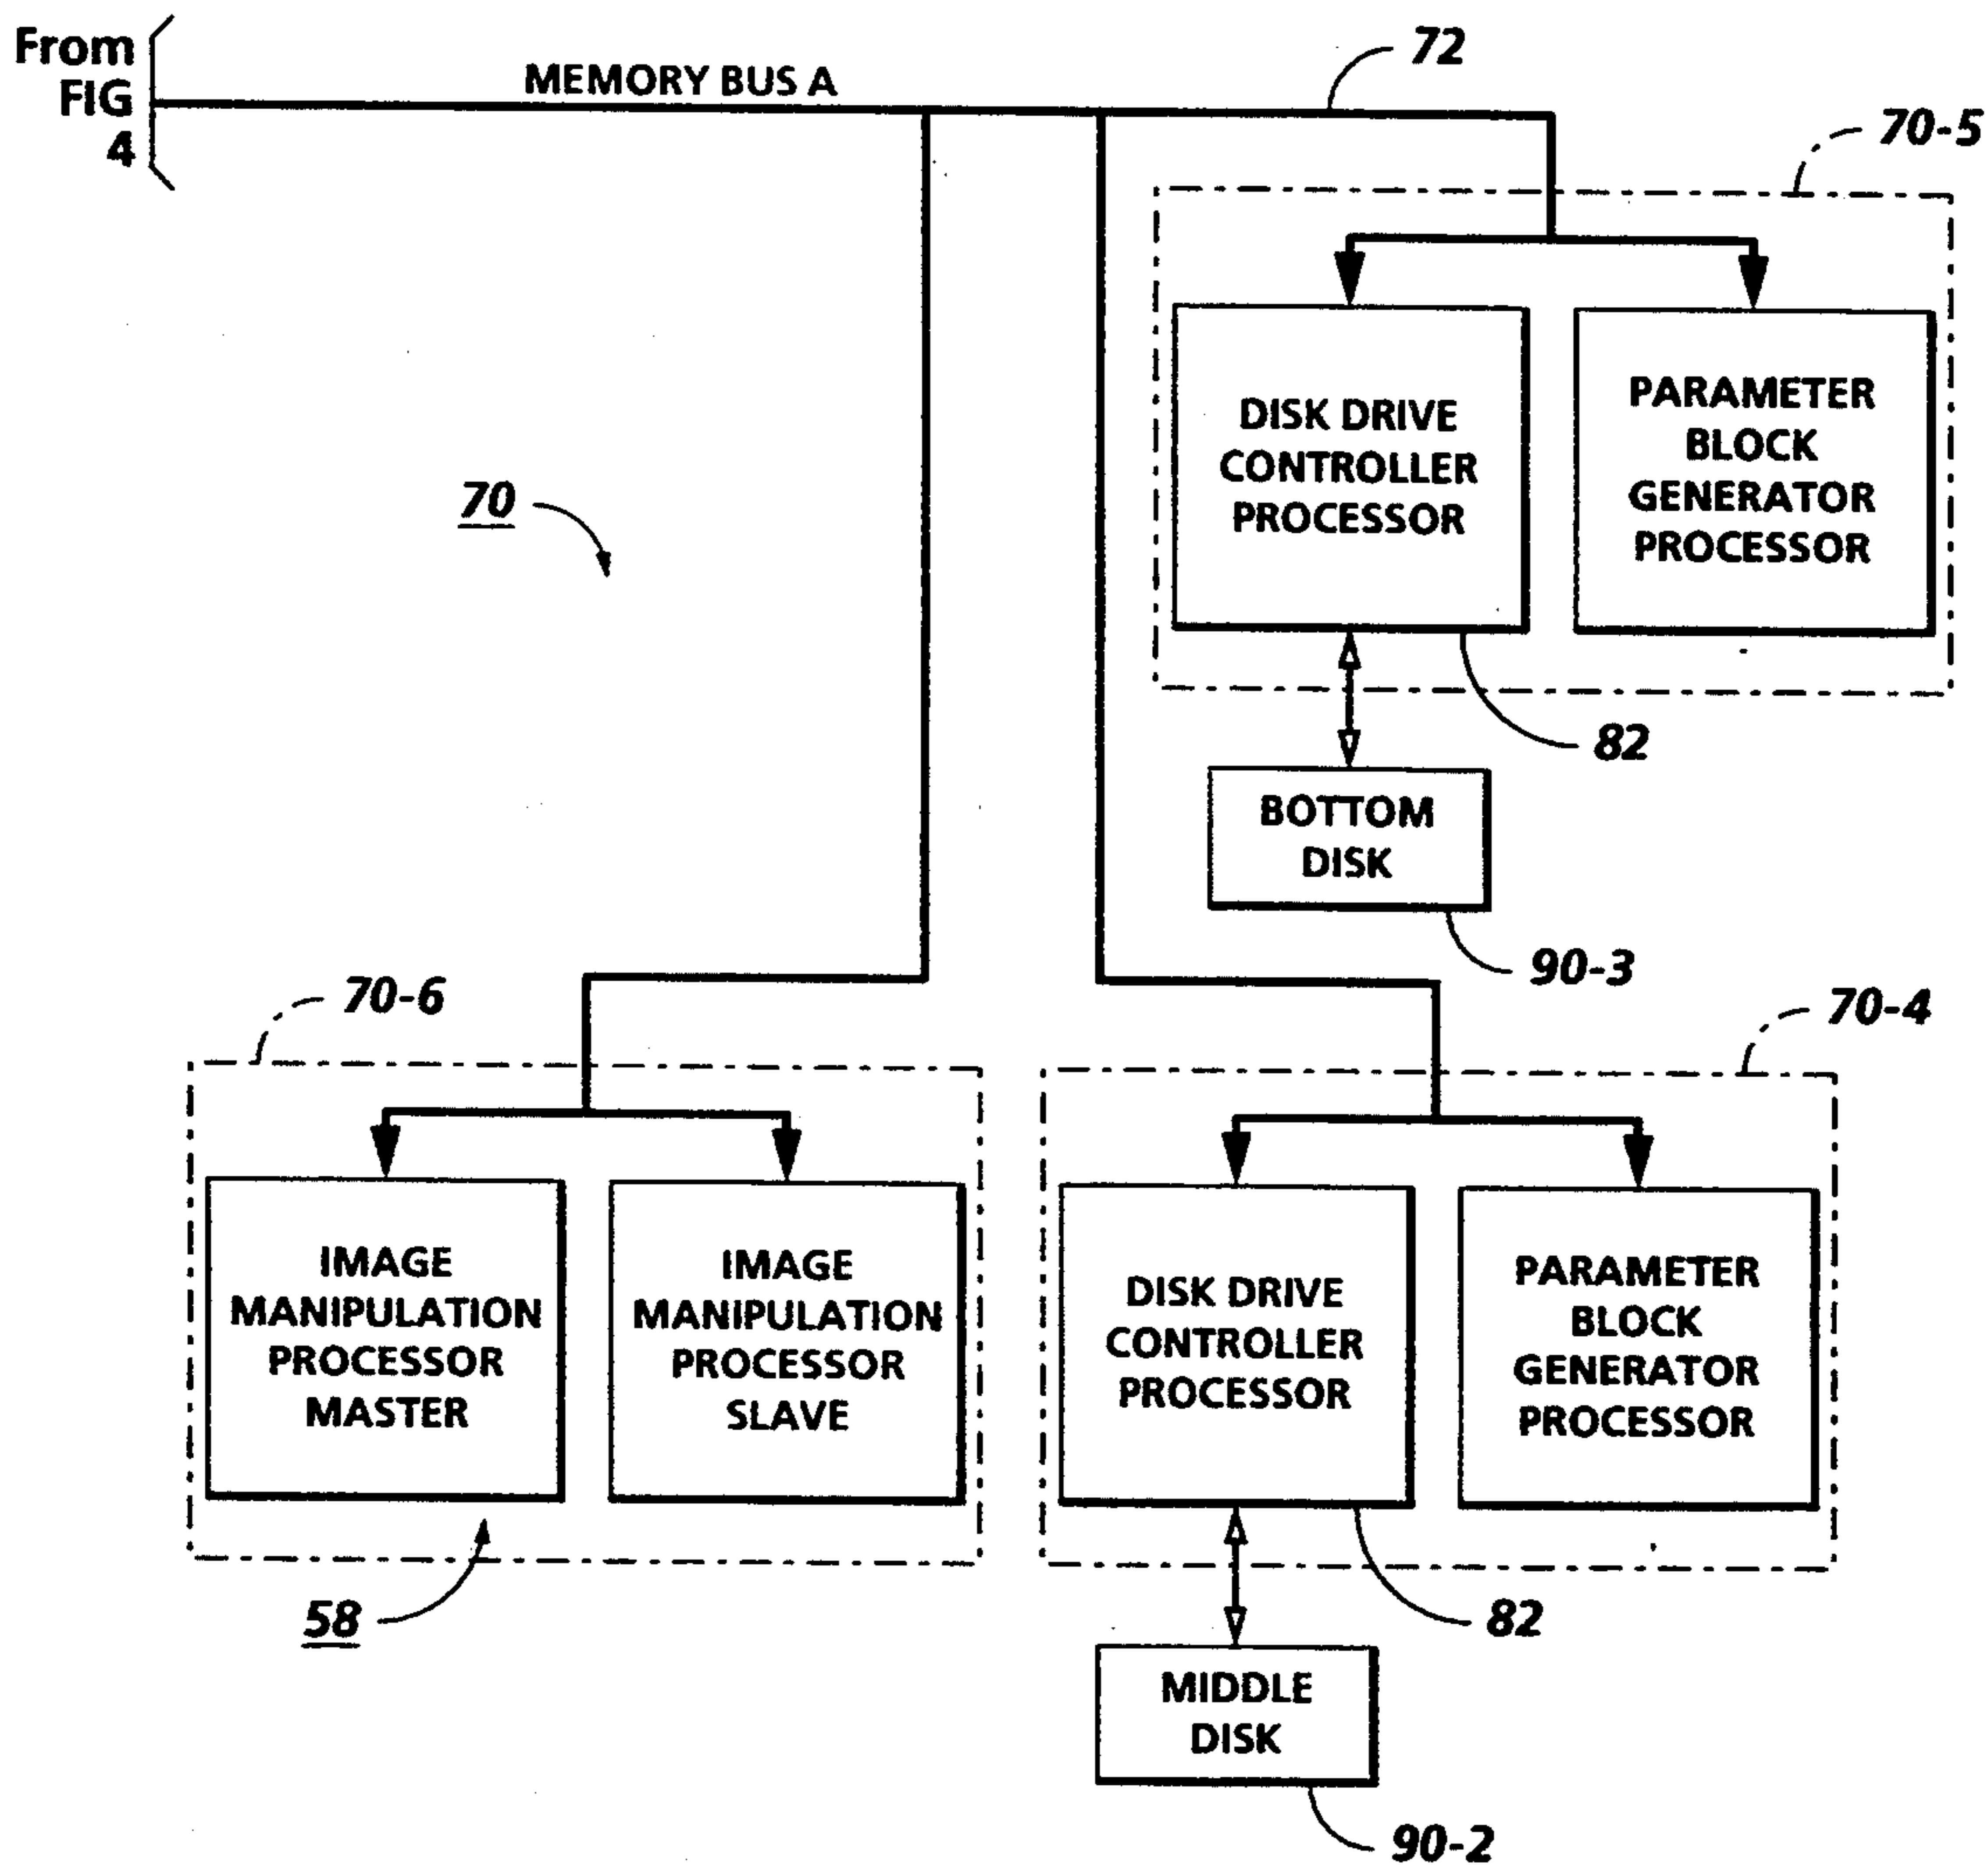 From
FIG
4
MEMORY BUS A
72
70-5
DISK DRIVE
CONTROLLER
PROCESSOR
PARAMETER
BLOCK
GENERATOR
PROCESSOR
70
82
BOTTOM
DISK
90-3
70-6
70-4
IMAGE
MANIPULATION
PROCESSOR
MASTER
IMAGE
MANIPULATION
PROCESSOR
SLAVE
DISK DRIVE
CONTROLLER
PROCESSOR
PARAMETER
BLOCK
GENERATOR
PROCESSOR
58
82
MIDDLE
DISK
90-2